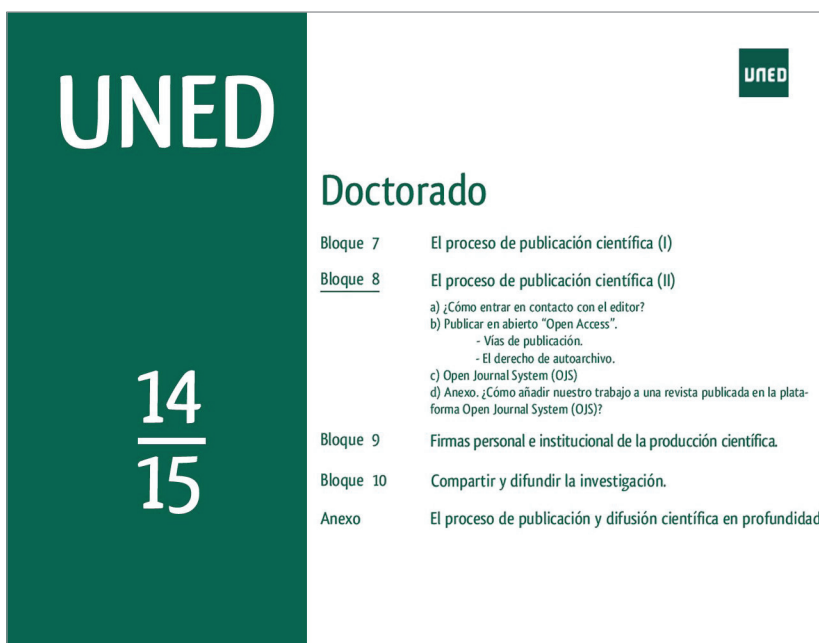 UNED
14
15
UNED
Doctorado
Bloque 7 El proceso de publicación científica (I)
Bloque 8 El proceso de publicación científica (II)
a) ¿Cómo entrar en contacto con el editor?
b) Publicar en abierto “Open Access”.
- Vías de publicación.
- El derecho de autoarchivo.
c) Open Journal System (OJS)
d) Anexo. ¿Cómo añadir nuestro trabajo a una revista publicada en la plata-
forma Open Journal System (OJS)?
Bloque 9 Firmas personal e institucional de la producción científica.
Bloque 10 Compartir y difundir la investigación.
Anexo El proceso de publicación y difusión científica en profundidad